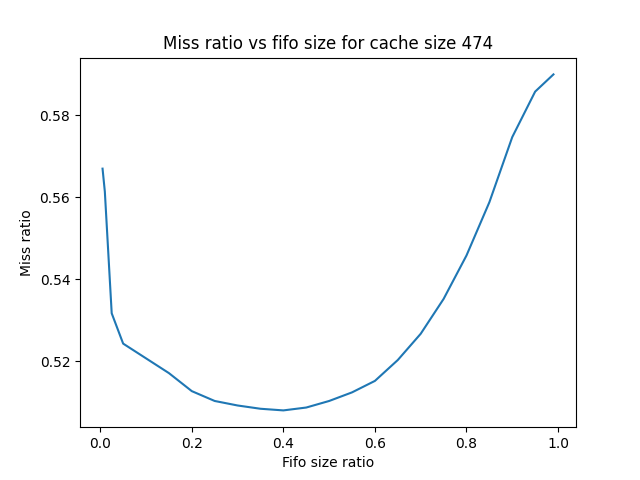 Miss ratio vs fifo size for cache size 474
Miss ratio
0.58
0.56
0.54
0.52
0.0 0.2 0.4 0.6 0.8 1.0
Fifo size ratio